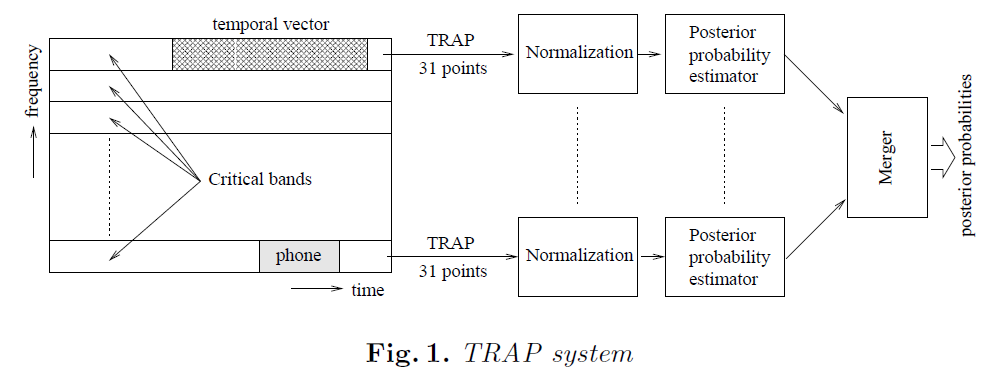 temporal vector
frequency
Critical bands
phone
time
TRAP
31 points
Normalization
Posterior
probability
estimator
TRAP
31 points
Normalization
Posterior
probability
estimator
Merger
posterior probabilities
Fig. 1. TRAP system